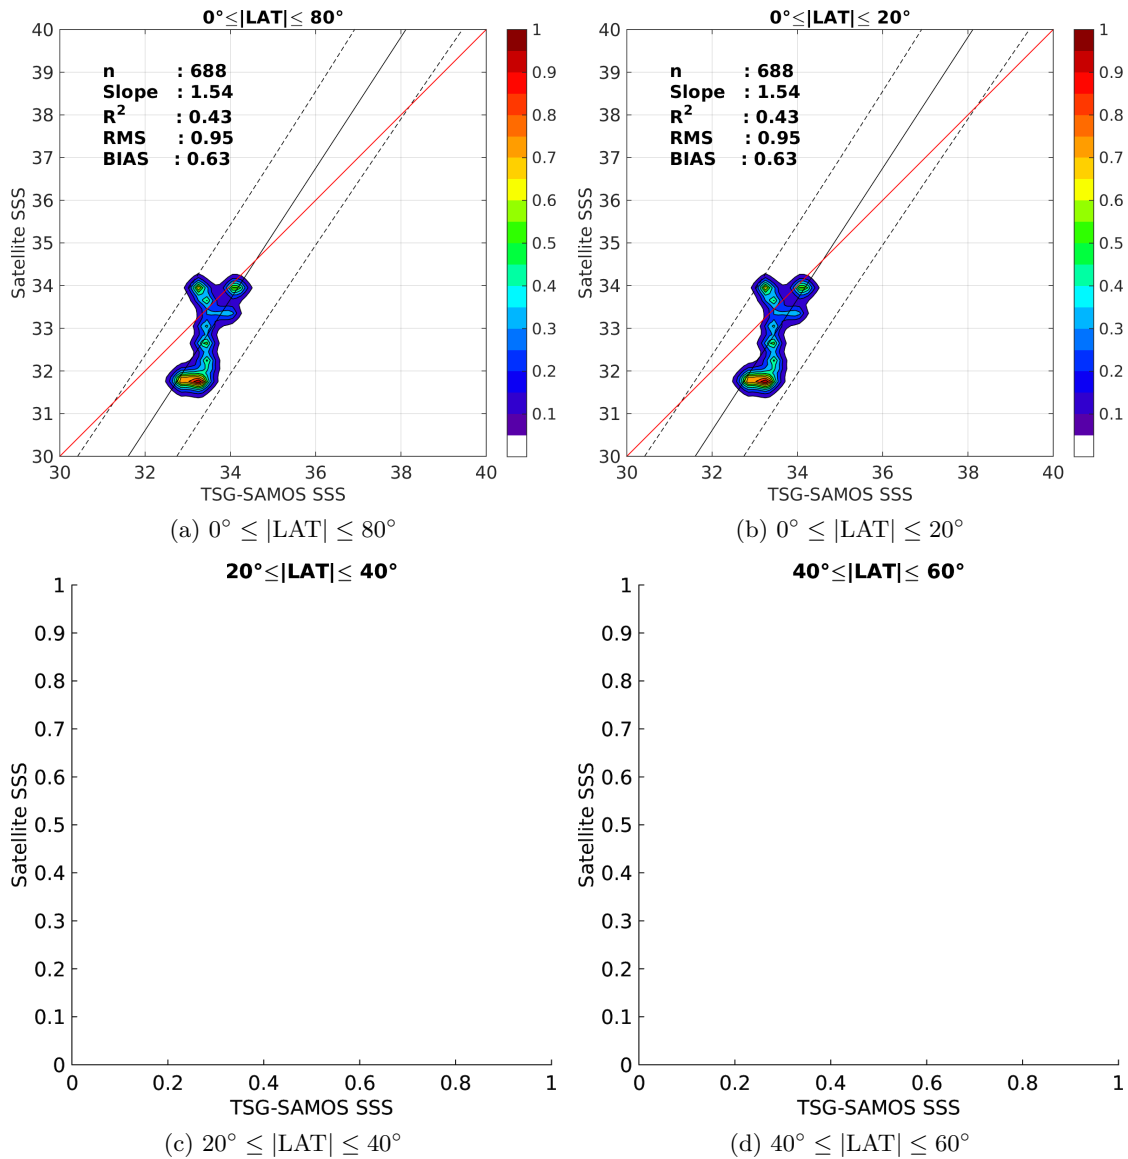 0°≤|LAT|≤ 80°
40
39
38
37
36
35
34
33
32
31
30
Satellite SSS
n : 688
Slope : 1.54
R² : 0.43
RMS : 0.95
BIAS : 0.63
30 32 34 36 38 40
TSG-SAMOS SSS
1
0.9
0.8
0.7
0.6
0.5
0.4
0.3
0.2
0.1
(a) 0° ≤ |LAT| ≤ 80°
0°≤|LAT|≤ 20°
40
39
38
37
36
35
34
33
32
31
30
Satellite SSS
n : 688
Slope : 1.54
R² : 0.43
RMS : 0.95
BIAS : 0.63
30 32 34 36 38 40
TSG-SAMOS SSS
1
0.9
0.8
0.7
0.6
0.5
0.4
0.3
0.2
0.1
(b) 0° ≤ |LAT| ≤ 20°
20°≤|LAT|≤ 40°
1
0.9
0.8
0.7
0.6
0.5
0.4
0.3
0.2
0.1
0
Satellite SSS
0 0.2 0.4 0.6 0.8 1
TSG-SAMOS SSS
(c) 20° ≤ |LAT| ≤ 40°
40°≤|LAT|≤ 60°
1
0.9
0.8
0.7
0.6
0.5
0.4
0.3
0.2
0.1
0
Satellite SSS
0 0.2 0.4 0.6 0.8 1
TSG-SAMOS SSS
(d) 40° ≤ |LAT| ≤ 60°